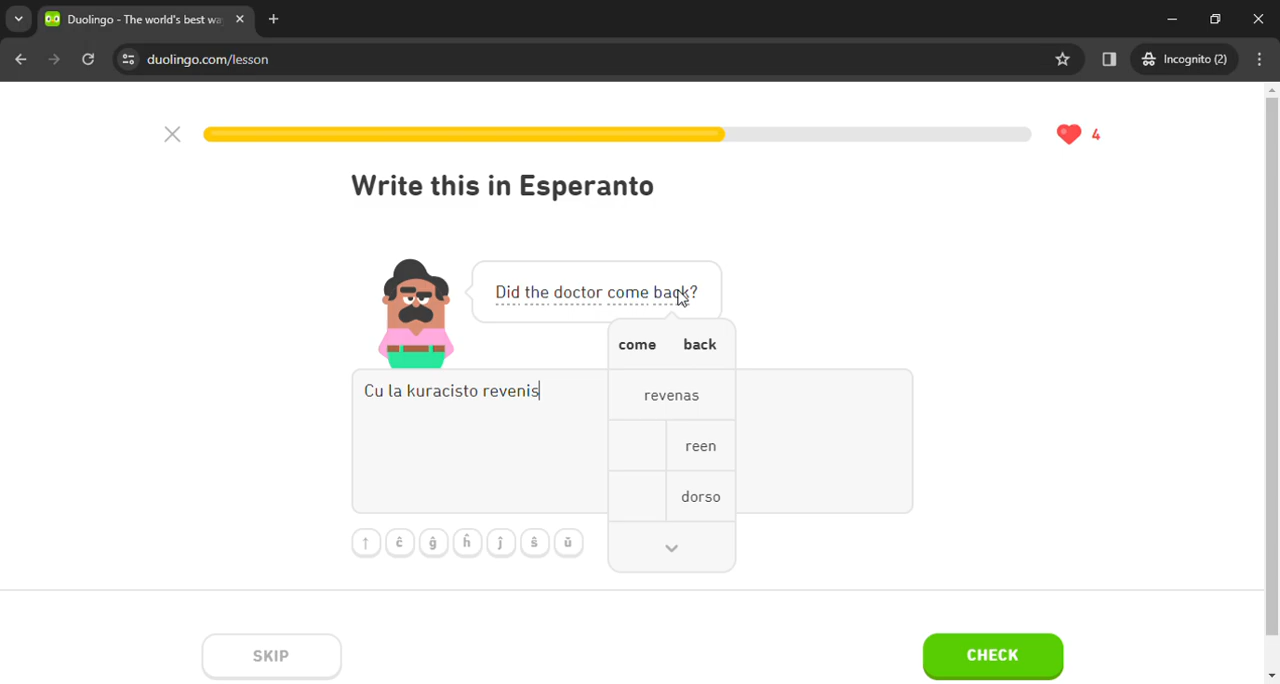 Duolingo - The world's best wa
duolingo.com/lesson
Incognito (2)
4
Write this in Esperanto
Did the doctor come back?
come back
revenas
reen
dorso
Cu la kuracisto revenis
↑ ĉ ĝ ĥ ĵ ŝ ŭ
SKIP
CHECK